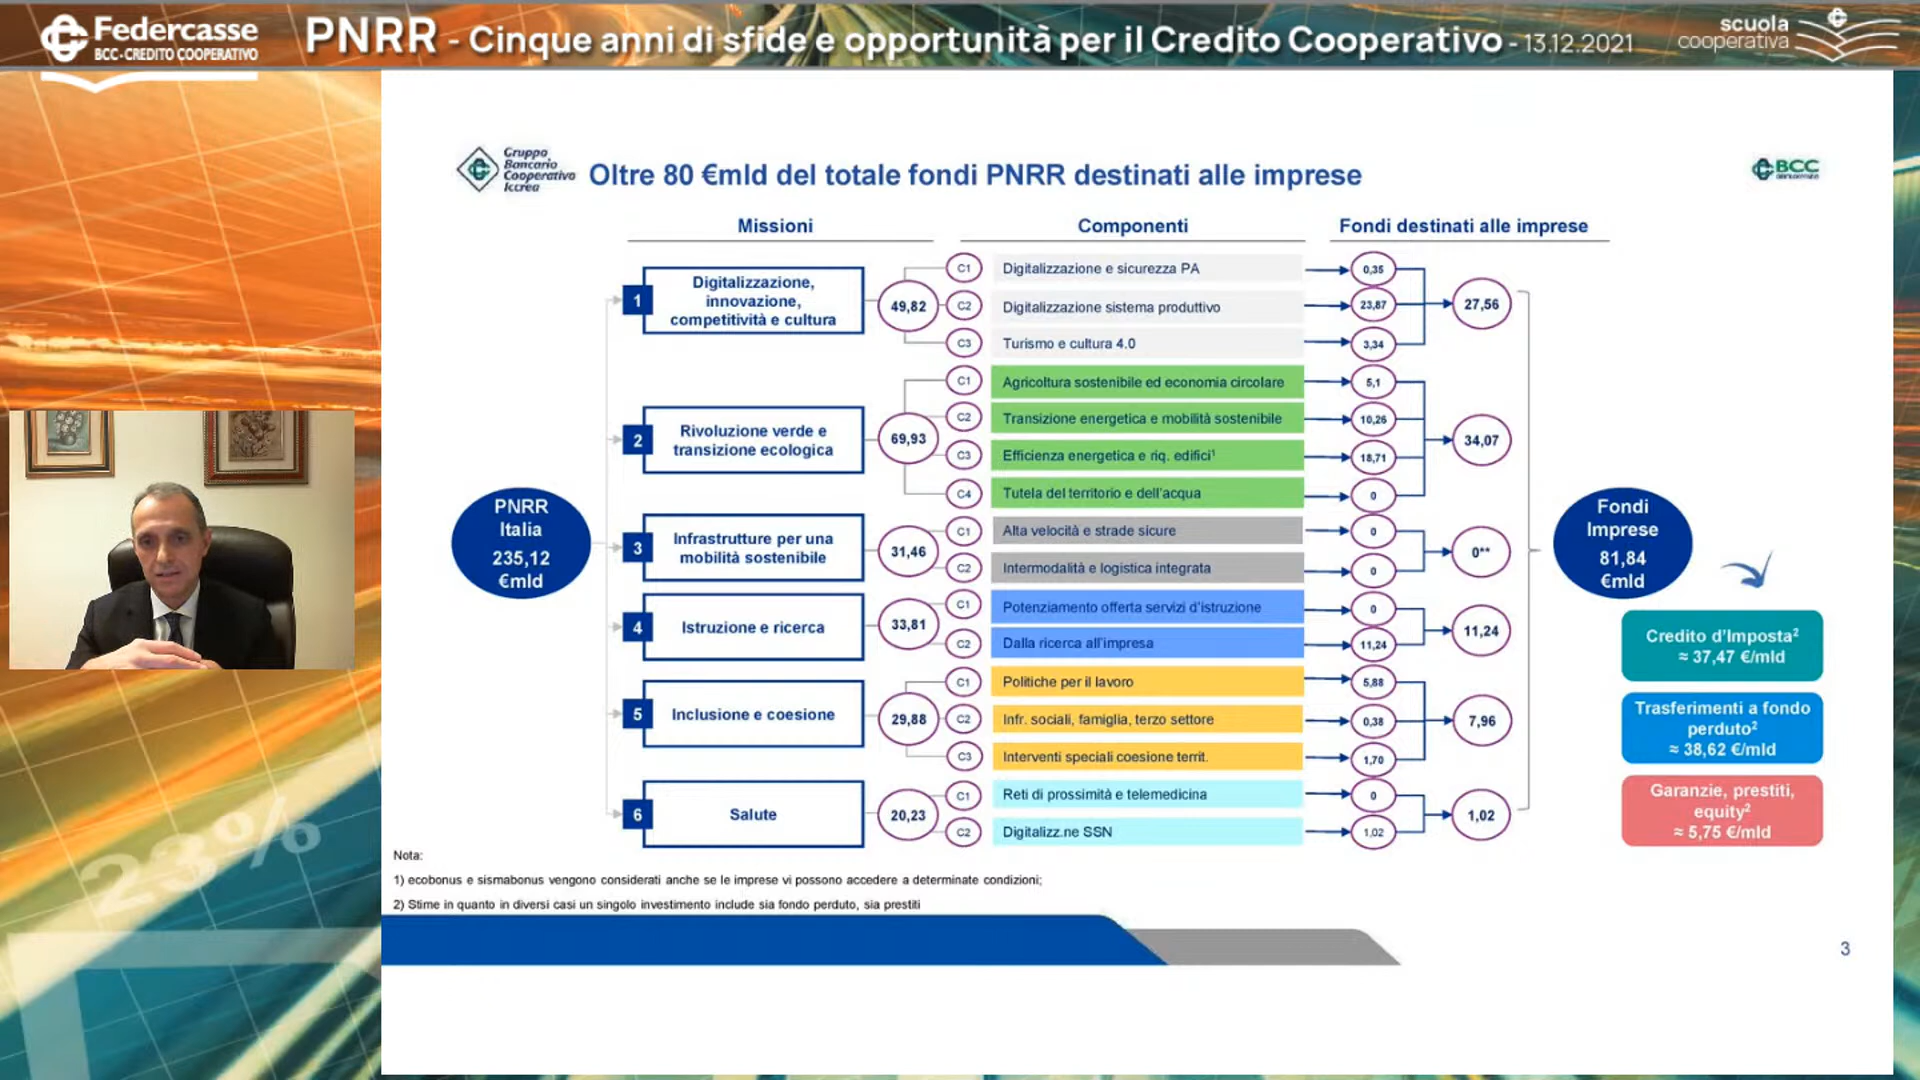 Federcasse
BCC-CREDITO COOPERATIVO
PNRR - Cinque anni di sfide e opportunità per il Credito Cooperativo - 13.12.2021
scuola
cooperativa
Gruppo
Bancario
Cooperativo
Iccrea
Oltre 80 €mld del totale fondi PNRR destinati alle imprese
BCC
Missioni
Componenti
Fondi destinati alle imprese
PNRR
Italia
235,12
€mld
1
Digitalizzazione,
innovazione,
competitività e cultura
49,82
C1 Digitalizzazione e sicurezza PA 0,35
C2 Digitalizzazione sistema produttivo 23,87
C3 Turismo e cultura 4.0 3,34
27,56
2
Rivoluzione verde e
transizione ecologica
69,93
C1 Agricoltura sostenibile ed economia circolare 5,1
C2 Transizione energetica e mobilità sostenibile 10,26
C3 Efficienza energetica e riq. edifici¹ 18,71
C4 Tutela del territorio e dell'acqua 0
34,07
3
Infrastrutture per una
mobilità sostenibile
31,46
C1 Alta velocità e strade sicure 0
C2 Intermodalità e logistica integrata 0
0**
4
Istruzione e ricerca
33,81
C1 Potenziamento offerta servizi d'istruzione 0
C2 Dalla ricerca all'impresa 11,24
11,24
5
Inclusione e coesione
29,88
C1 Politiche per il lavoro 5,88
C2 Infr. sociali, famiglia, terzo settore 0,38
C3 Interventi speciali coesione territ. 1,70
7,96
6
Salute
20,23
C1 Reti di prossimità e telemedicina 0
C2 Digitalizz.ne SSN 1,02
1,02
Fondi
Imprese
81,84
€mld
Credito d'Imposta²
≈ 37,47 €/mld
Trasferimenti a fondo
perduto²
≈ 38,62 €/mld
Garanzie, prestiti,
equity²
≈ 5,75 €/mld
Nota:
1) ecobonus e sismabonus vengono considerati anche se le imprese vi possono accedere a determinate condizioni;
2) Stime in quanto in diversi casi un singolo investimento include sia fondo perduto, sia prestiti
3
23%